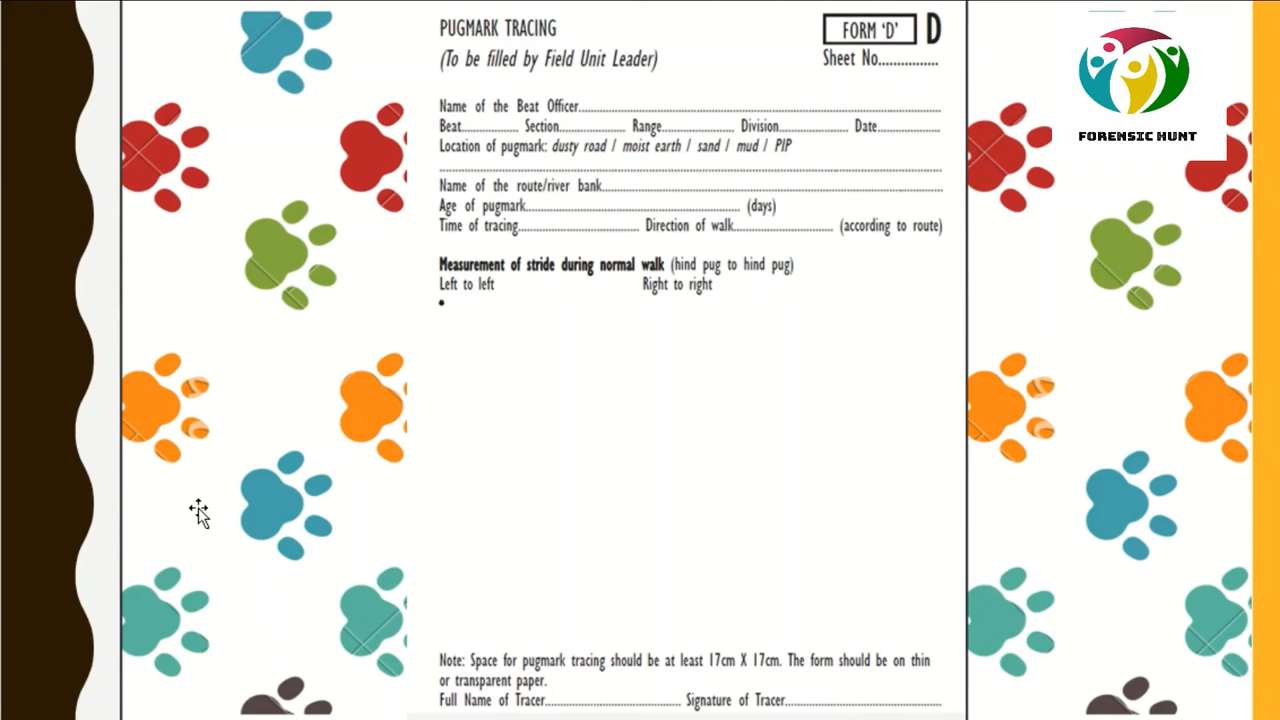 PUGMARK TRACING
FORM ‘D’ D
(To be filled by Field Unit Leader)
Sheet No...............
Name of the Beat Officer...............
Beat............... Section............... Range............... Division............... Date...............
Location of pugmark: dusty road / moist earth / sand / mud / PIP
Name of the route/river bank...............
Age of pugmark............... (days)
Time of tracing............... Direction of walk............... (according to route)
Measurement of stride during normal walk (hind pug to hind pug)
Left to left Right to right
Note: Space for pugmark tracing should be at least 17cm X 17cm. The form should be on thin
or transparent paper.
Full Name of Tracer............... Signature of Tracer...............
FORENSIC HUNT